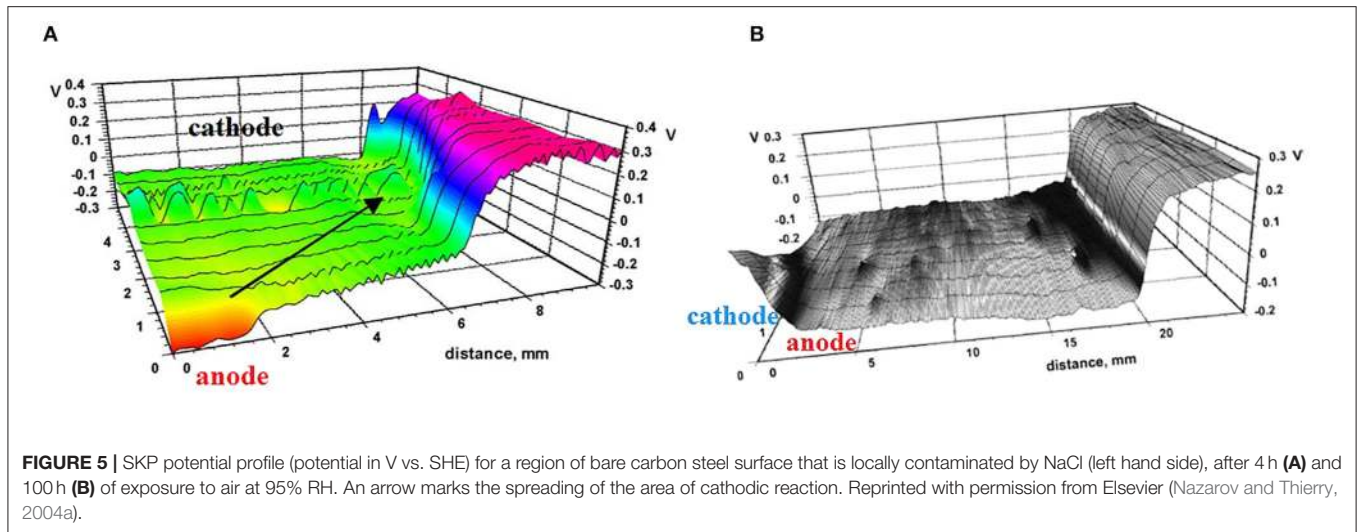 A
B
V 0.4
0.3
0.2
0.1
0
-0.1
-0.2
-0.3
cathode
0.4 V
0.3
0.2
0.1
0
-0.1
-0.2
-0.3
4
3
2
1
0
0
2
4
6
8
distance, mm
anode
V 0.3
0.2
0.1
0
-0.1
-0.2
0.3 V
0.2
0.1
0
-0.1
-0.2
cathode
1
0
0
anode
5
10
15
20
distance, mm
FIGURE 5 | SKP potential profile (potential in V vs. SHE) for a region of bare carbon steel surface that is locally contaminated by NaCl (left hand side), after 4 h (A) and
100 h (B) of exposure to air at 95% RH. An arrow marks the spreading of the area of cathodic reaction. Reprinted with permission from Elsevier (Nazarov and Thierry,
2004a).